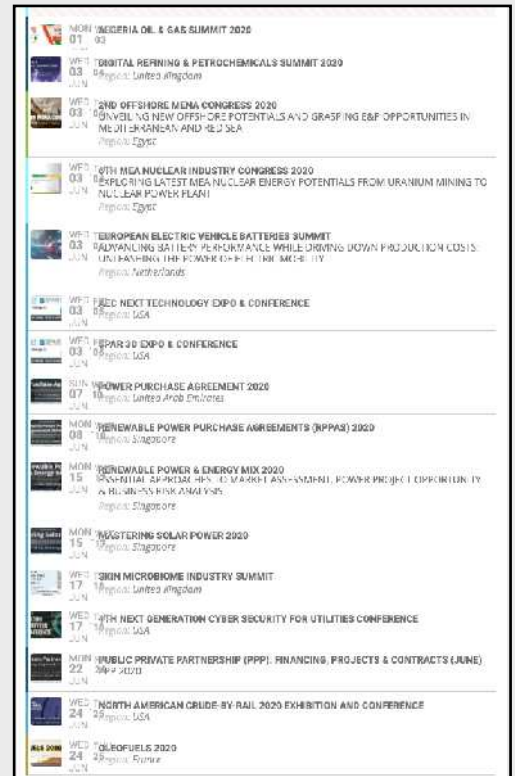 MON
01
ALGERIA OIL & GAS SUMMIT 2020
WED
03
JUN
DIGITAL REFINING & PETROCHEMICALS SUMMIT 2020
Region: United Kingdom
WED
03
JUN
2ND OFFSHORE MENA CONGRESS 2020
UNVEILING NEW OFFSHORE POTENTIALS AND GRASPING E&P OPPORTUNITIES IN
MEDITERRANEAN AND RED SEA
Region: Egypt
WED
03
JUN
MEA NUCLEAR INDUSTRY CONGRESS 2020
EXPLORING LATEST MEA NUCLEAR ENERGY POTENTIALS FROM URANIUM MINING TO
NUCLEAR POWER PLANT
Region: Egypt
WED
03
JUN
EUROPEAN ELECTRIC VEHICLE BATTERIES SUMMIT
ADVANCING BATTERY PERFORMANCE WHILE DRIVING DOWN PRODUCTION COSTS:
UNLEASHING THE POWER OF ELECTRIC MOBILITY
Region: Netherlands
WED
03
JUN
AEC NEXT TECHNOLOGY EXPO & CONFERENCE
Region: USA
WED
03
JUN
SPAR 3D EXPO & CONFERENCE
Region: USA
SUN
07
JUN
POWER PURCHASE AGREEMENT 2020
Region: United Arab Emirates
MON
08
JUN
RENEWABLE POWER PURCHASE AGREEMENTS (RPPAS) 2020
Region: Singapore
MON
15
JUN
RENEWABLE POWER & ENERGY MIX 2020
ESSENTIAL APPROACHES TO MARKET ASSESSMENT, POWER PROJECT OPPORTUNITY
& BUSINESS RISK ANALYSIS
Region: Singapore
MON
15
JUN
MASTERING SOLAR POWER 2020
Region: Singapore
WED
17
JUN
SKIN MICROBIOME INDUSTRY SUMMIT
Region: United Kingdom
WED
17
JUN
NEXT GENERATION CYBER SECURITY FOR UTILITIES CONFERENCE
Region: USA
MON
22
JUN
PUBLIC PRIVATE PARTNERSHIP (PPP): FINANCING, PROJECTS & CONTRACTS (JUNE)
PPP 2020
WED
24
JUN
NORTH AMERICAN CRUDE-BY-RAIL 2020 EXHIBITION AND CONFERENCE
Region: USA
WED
24
JUN
OLEOFUELS 2020
Region: France